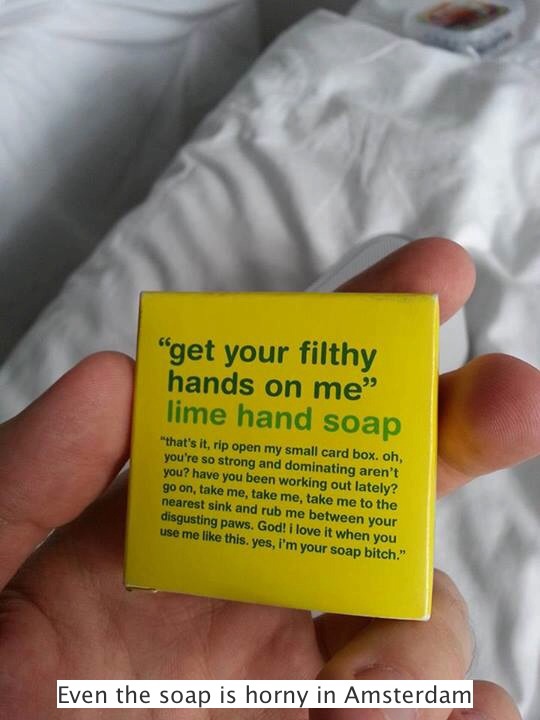 “get your filthy
hands on me”
lime hand soap
“that's it, rip open my small card box. oh,
you're so strong and dominating aren't
you? have you been working out lately?
go on, take me, take me, take me to the
nearest sink and rub me between your
disgusting paws. God! i love it when you
use me like this. yes, i'm your soap bitch.”
Even the soap is horny in Amsterdam